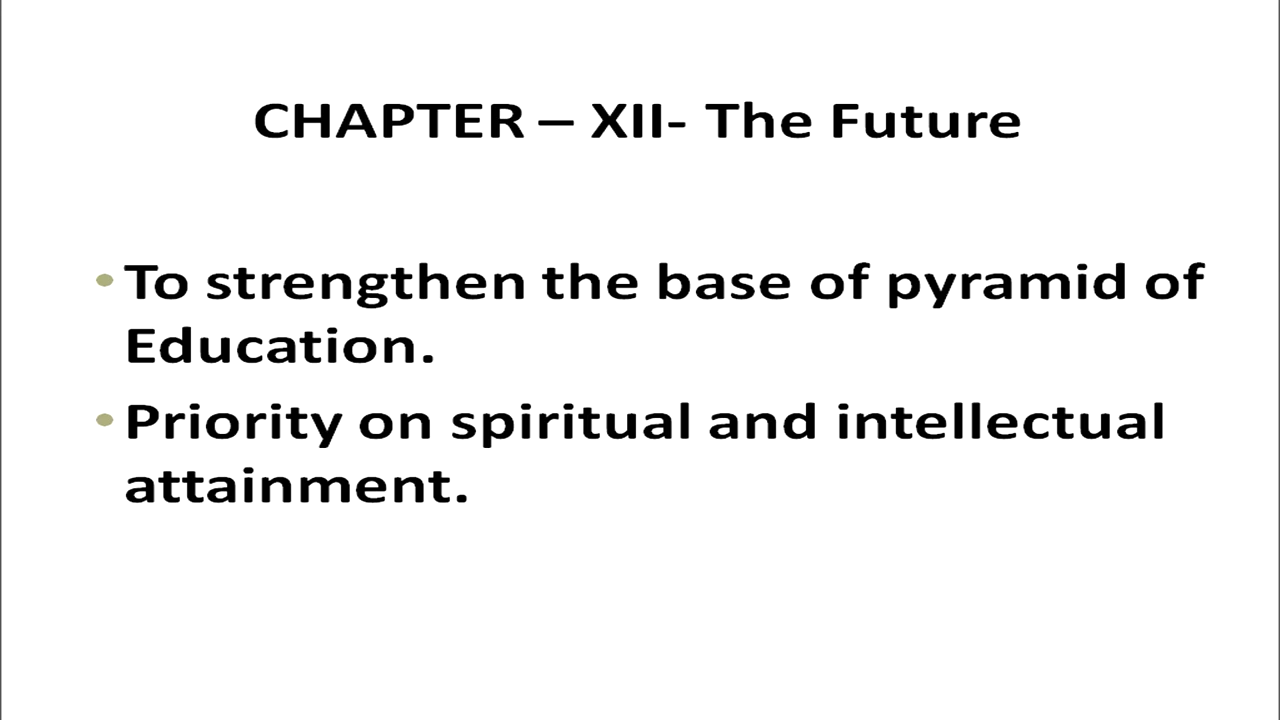 CHAPTER – XII- The Future
• To strengthen the base of pyramid of
Education.
• Priority on spiritual and intellectual
attainment.